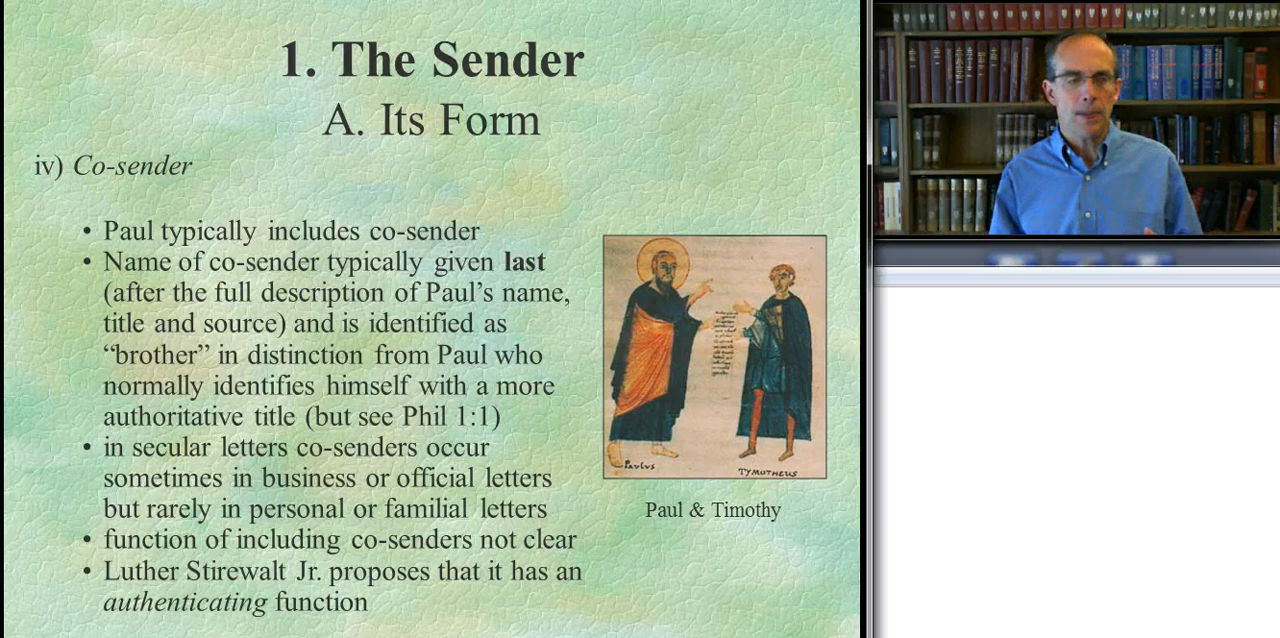 1. The Sender
A. Its Form
iv) Co-sender
• Paul typically includes co-sender
• Name of co-sender typically given last
(after the full description of Paul’s name,
title and source) and is identified as
“brother” in distinction from Paul who
normally identifies himself with a more
authoritative title (but see Phil 1:1)
• in secular letters co-senders occur
sometimes in business or official letters
but rarely in personal or familial letters
• function of including co-senders not clear
• Luther Stirewalt Jr. proposes that it has an
authenticating function
Paulus
TYMOTHEUS
Paul & Timothy